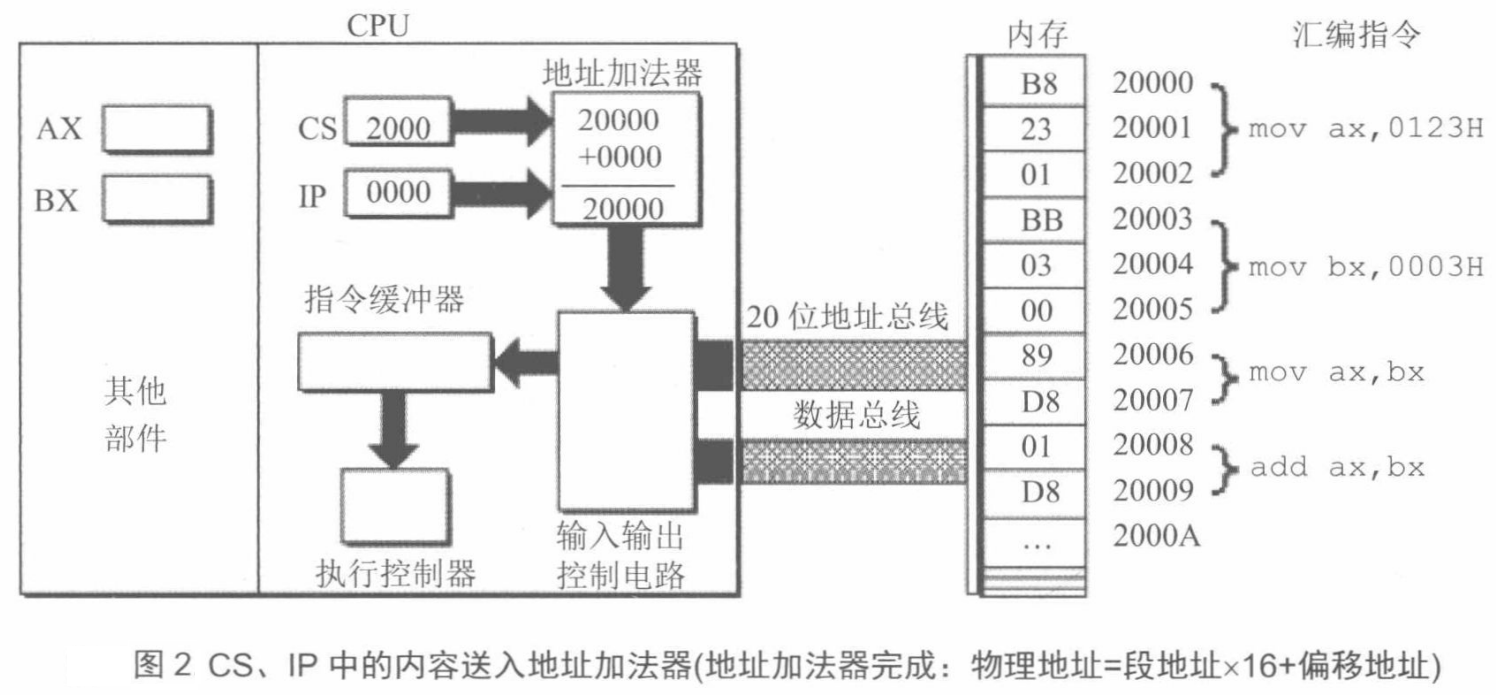 CPU
内存
汇编指令
地址加法器
AX
BX
其他
部件
CS 2000
IP 0000
20000
+0000
20000
指令缓冲器
执行控制器
输入输出
控制电路
20 位地址总线
数据总线
B8 20000
23 20001 mov ax,0123H
01 20002
BB 20003
03 20004 mov bx,0003H
00 20005
89 20006
mov ax,bx
D8 20007
01 20008
add ax,bx
D8 20009
… 2000A
图 2 CS、IP 中的内容送入地址加法器(地址加法器完成：物理地址=段地址×16+偏移地址)